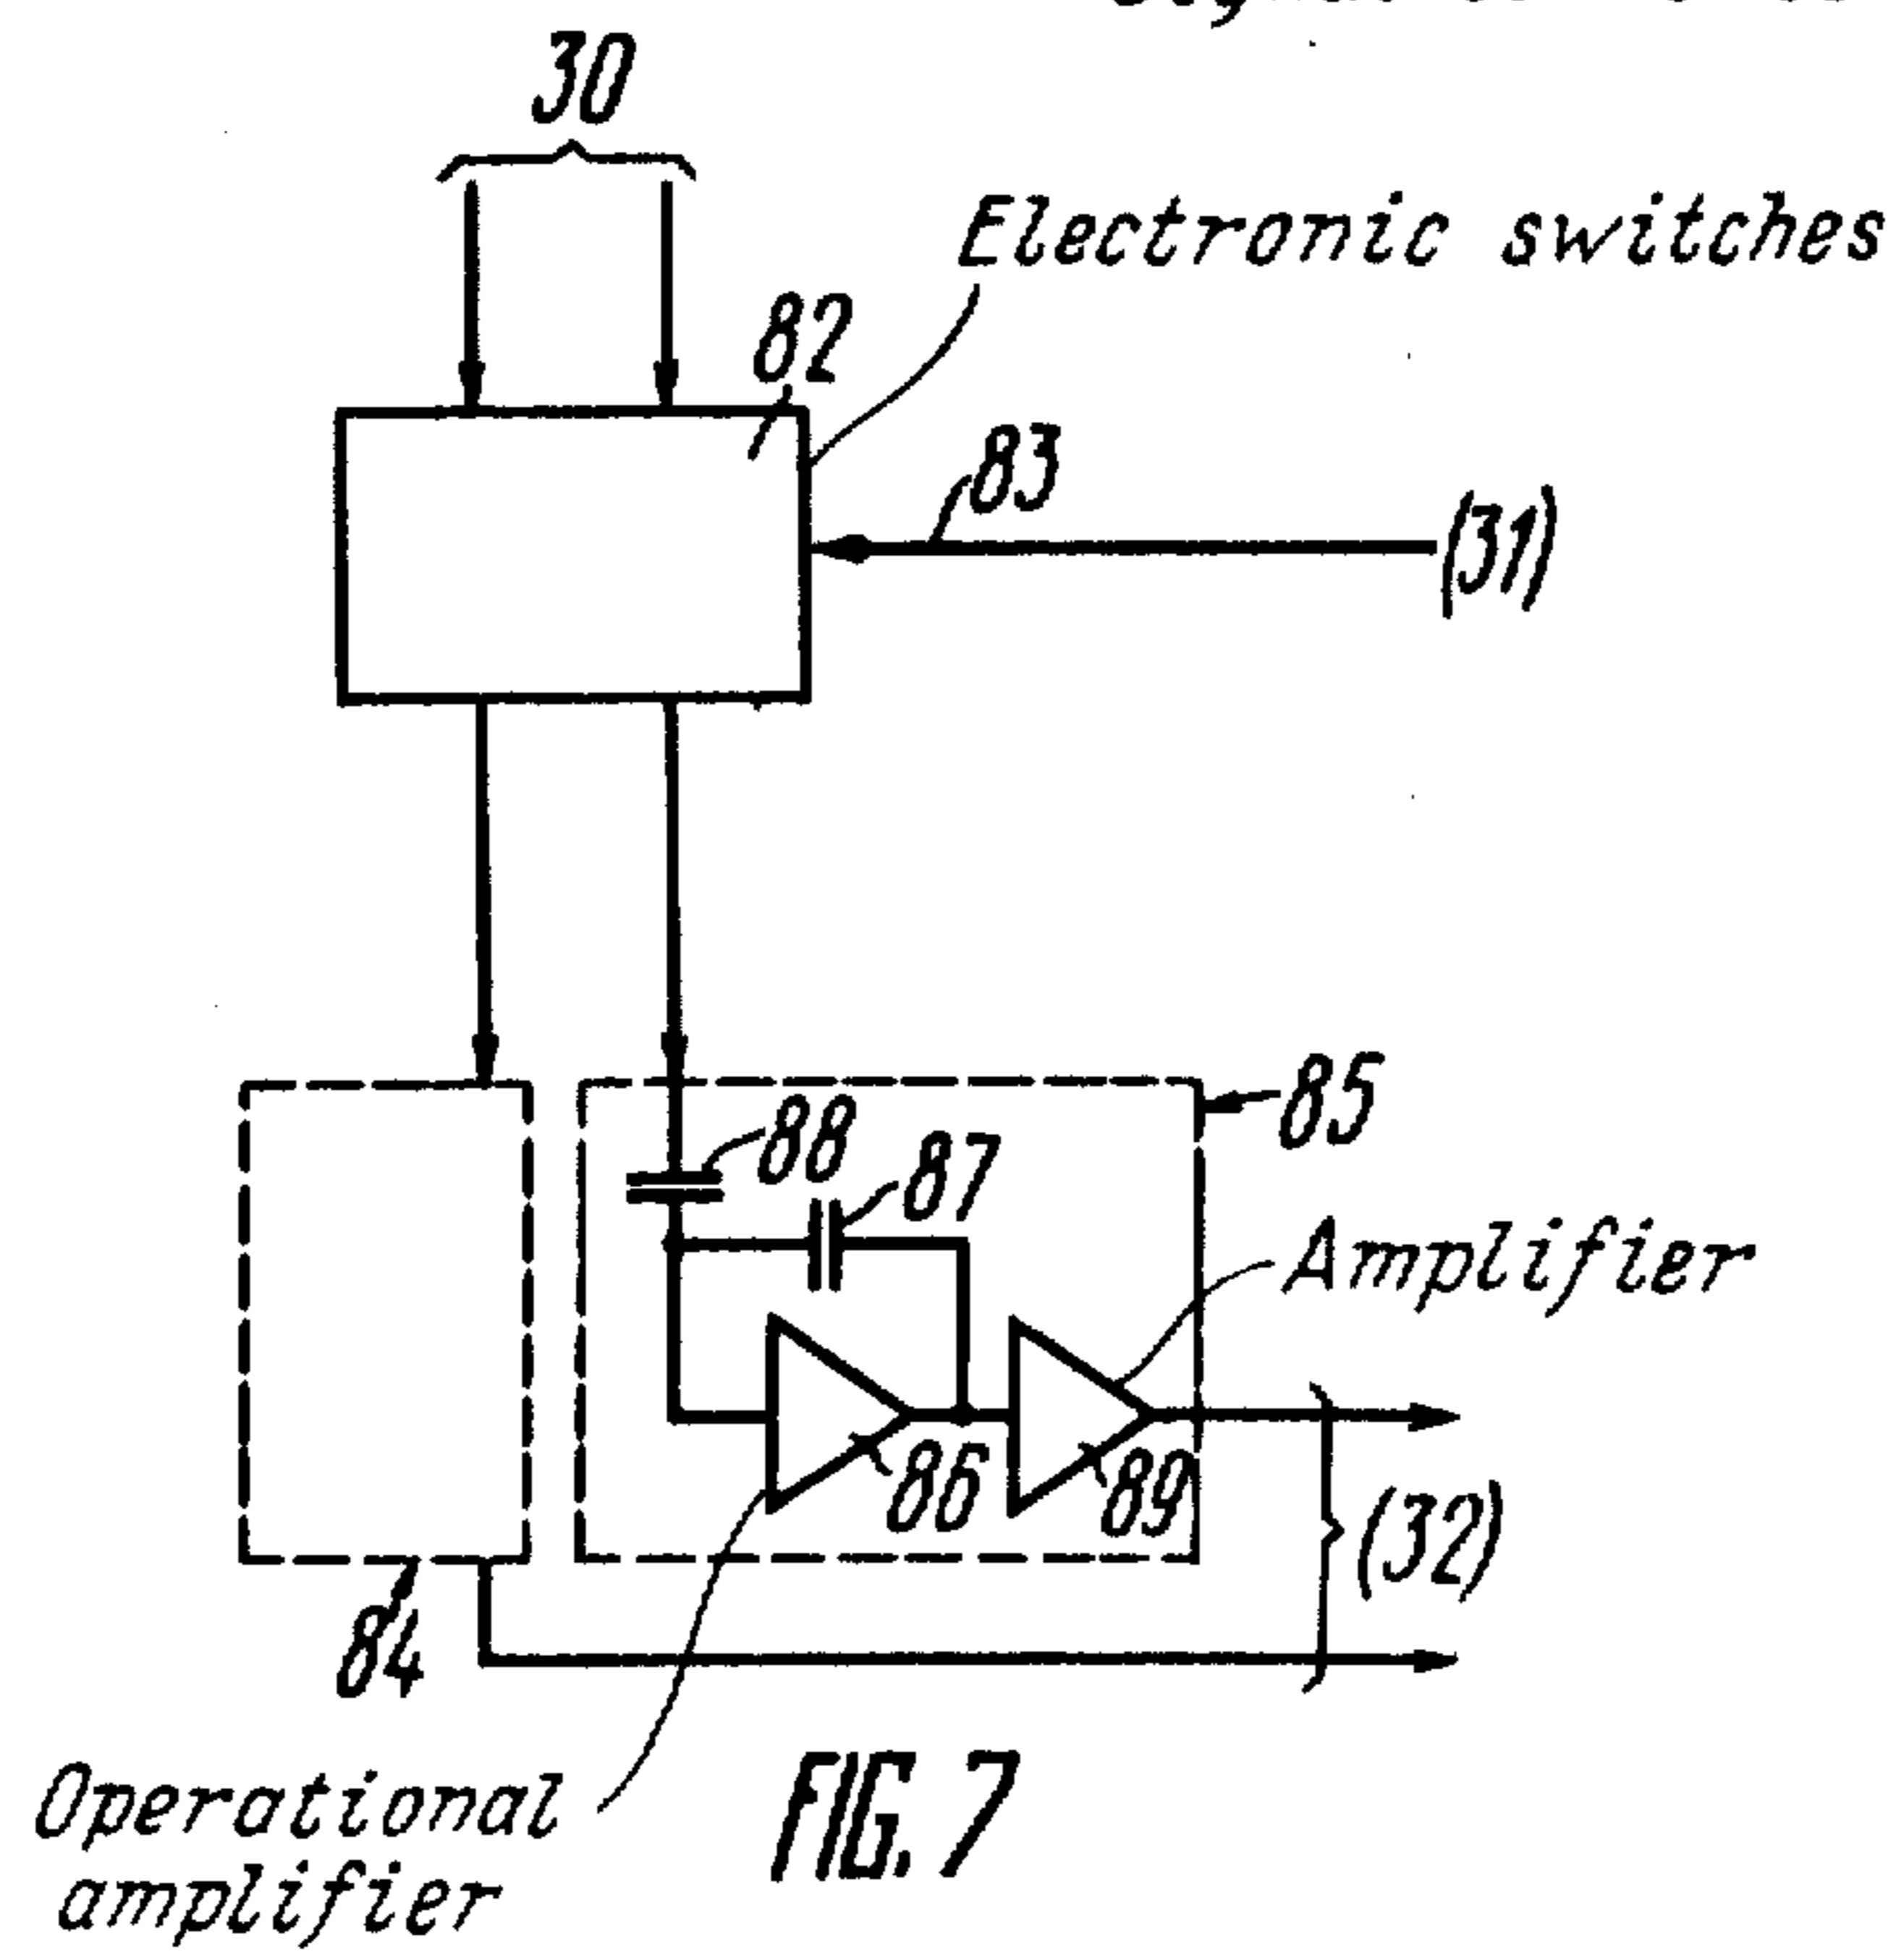 30
Electronic switches
82
83
(31)
85
88
87
Amplifier
86
89
(32)
84
Operational
amplifier
FIG. 7